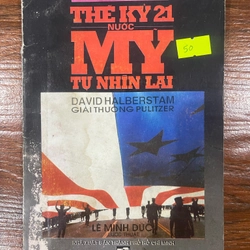 THẾ KỶ 21
NƯỚC
MỸ
TỰ NHÌN LẠI
50
DAVID HALBERSTAM
GIẢI THƯỞNG PULITZER
LÊ MINH ĐỨC